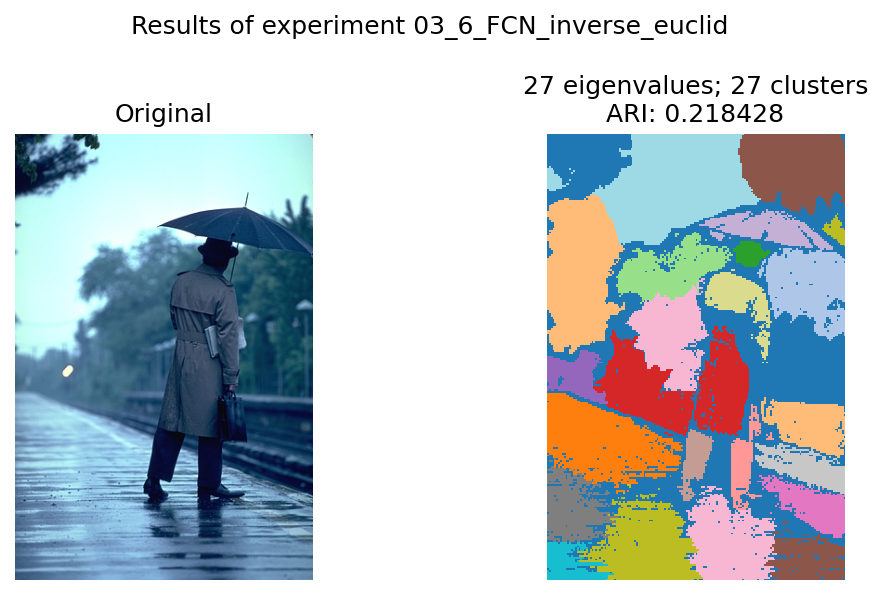 Results of experiment 03_6_FCN_inverse_euclid
Original
27 eigenvalues; 27 clusters
ARI: 0.218428